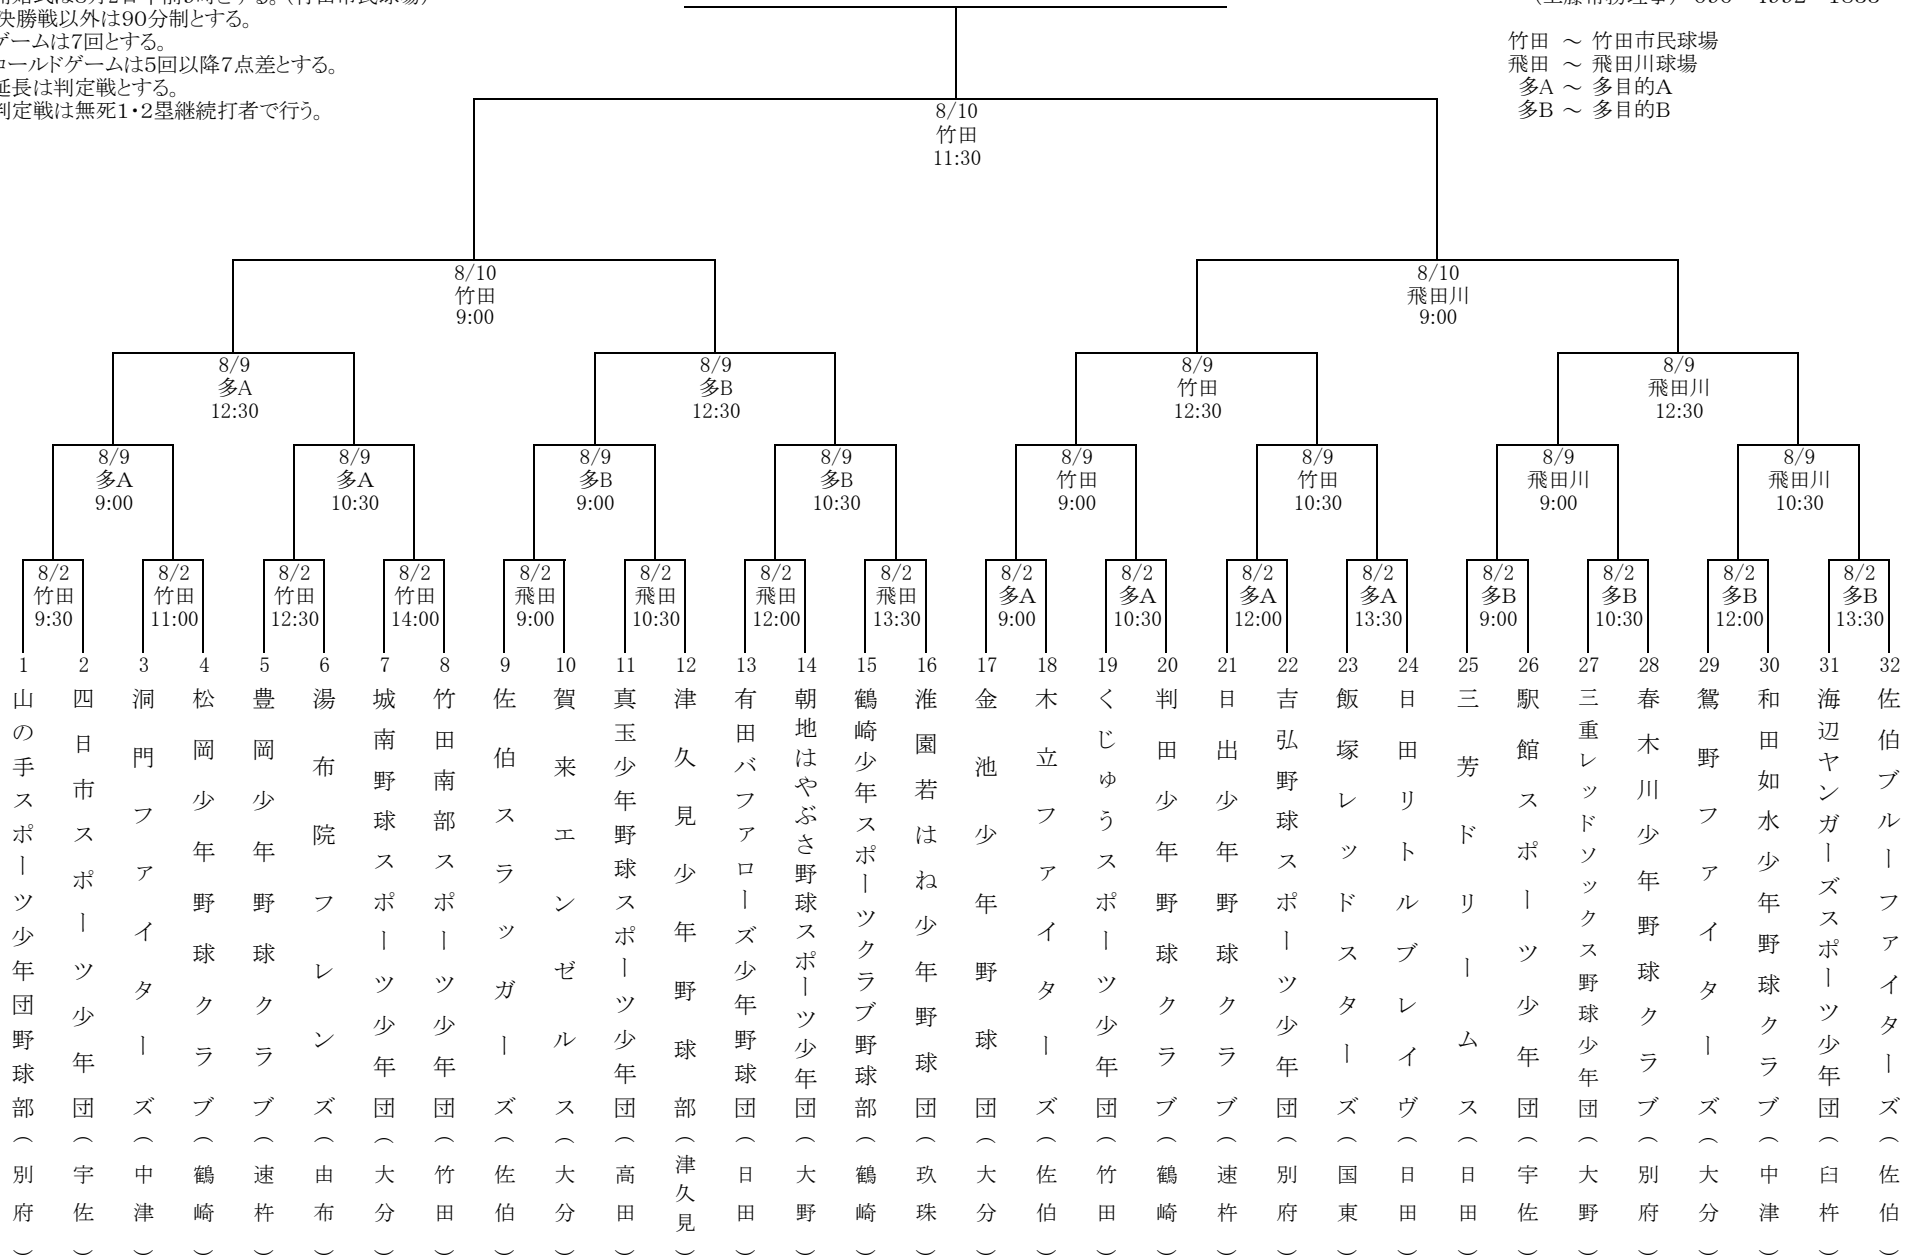 決勝戦以外は90分制とする。
ゲームは7回とする。
コールドゲームは5回以降7点差とする。
延長は判定戦とする。
判定戦は無死1・2塁継続打者で行う。
竹田 ～ 竹田市民球場
飛田 ～ 飛田川球場
多A ～ 多目的A
多B ～ 多目的B
8/10
竹田
11:30
8/10
竹田
9:00
8/10
飛田川
9:00
8/9
多A
12:30
8/9
多B
12:30
8/9
竹田
12:30
8/9
飛田川
12:30
8/9
多A
9:00
8/9
多A
10:30
8/9
多B
9:00
8/9
多B
10:30
8/9
竹田
9:00
8/9
竹田
10:30
8/9
飛田川
9:00
8/9
飛田川
10:30
8/2
竹田
9:30
8/2
竹田
11:00
8/2
竹田
12:30
8/2
竹田
14:00
8/2
飛田
9:00
8/2
飛田
10:30
8/2
飛田
12:00
8/2
飛田
13:30
8/2
多A
9:00
8/2
多A
10:30
8/2
多A
12:00
8/2
多A
13:30
8/2
多B
9:00
8/2
多B
10:30
8/2
多B
12:00
8/2
多B
13:30
1 山の手スポーツ少年団野球部（別府）
2 四日市スポーツ少年団（宇佐）
3 洞門ファイターズ（中津）
4 松岡少年野球クラブ（鶴崎）
5 豊岡少年野球クラブ（速杵）
6 湯布院フレンズ（由布）
7 城南野球スポーツ少年団（大分）
8 竹田南部スポーツ少年団（竹田）
9 佐伯スラッガーズ（佐伯）
10 賀来エンゼルス（大分）
11 真玉少年野球スポーツ少年団（高田）
12 津久見少年野球部（津久見）
13 有田バファローズ少年野球団（日田）
14 朝地はやぶさ野球スポーツ少年団（大野）
15 鶴崎少年スポーツクラブ野球部（鶴崎）
16 淮園若はね少年野球団（玖珠）
17 金池少年野球団（大分）
18 木立ファイターズ（佐伯）
19 くじゅうスポーツ少年団（竹田）
20 判田少年野球クラブ（鶴崎）
21 日出少年野球クラブ（速杵）
22 吉弘野球スポーツ少年団（別府）
23 飯塚レッドスターズ（国東）
24 日田リトルブレイヴ（日田）
25 三芳ドリームス（日田）
26 駅館スポーツ少年団（宇佐）
27 三重レッドソックス野球少年団（大野）
28 春木川少年野球クラブ（別府）
29 鴛野ファイターズ（大分）
30 和田如水少年野球クラブ（中津）
31 海辺ヤンガーズスポーツ少年団（臼杵）
32 佐伯ブルーファイターズ（佐伯）